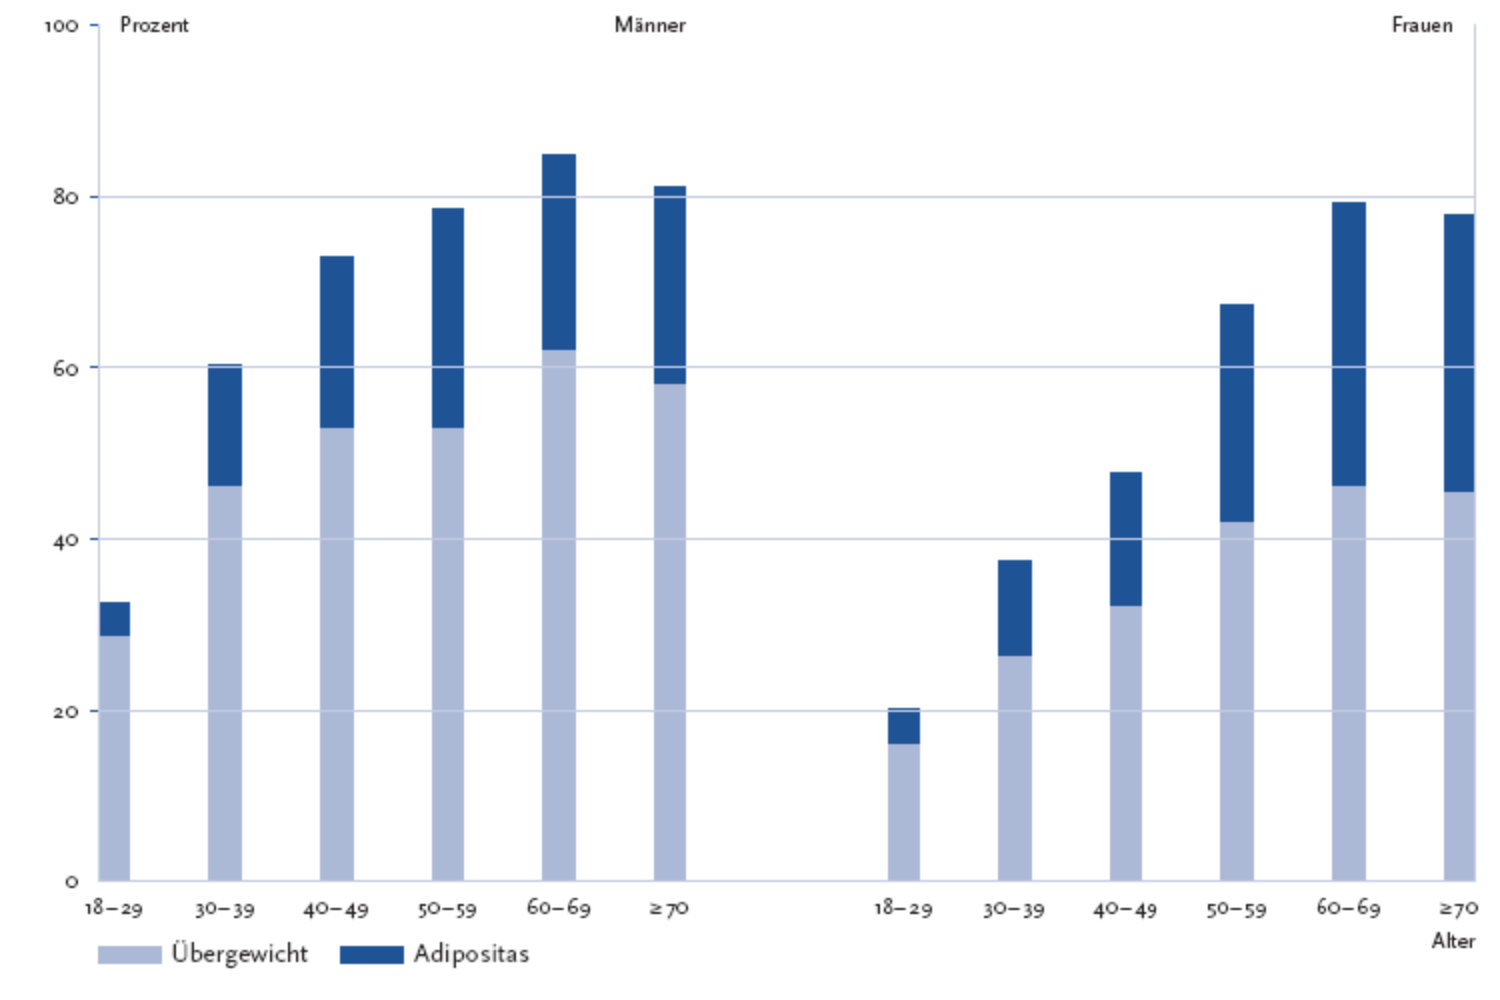 Prozent Männer Frauen
100
80
60
40
20
0
18–29 30–39 40–49 50–59 60–69 ≥70 18–29 30–39 40–49 50–59 60–69 ≥70
Alter
Übergewicht Adipositas